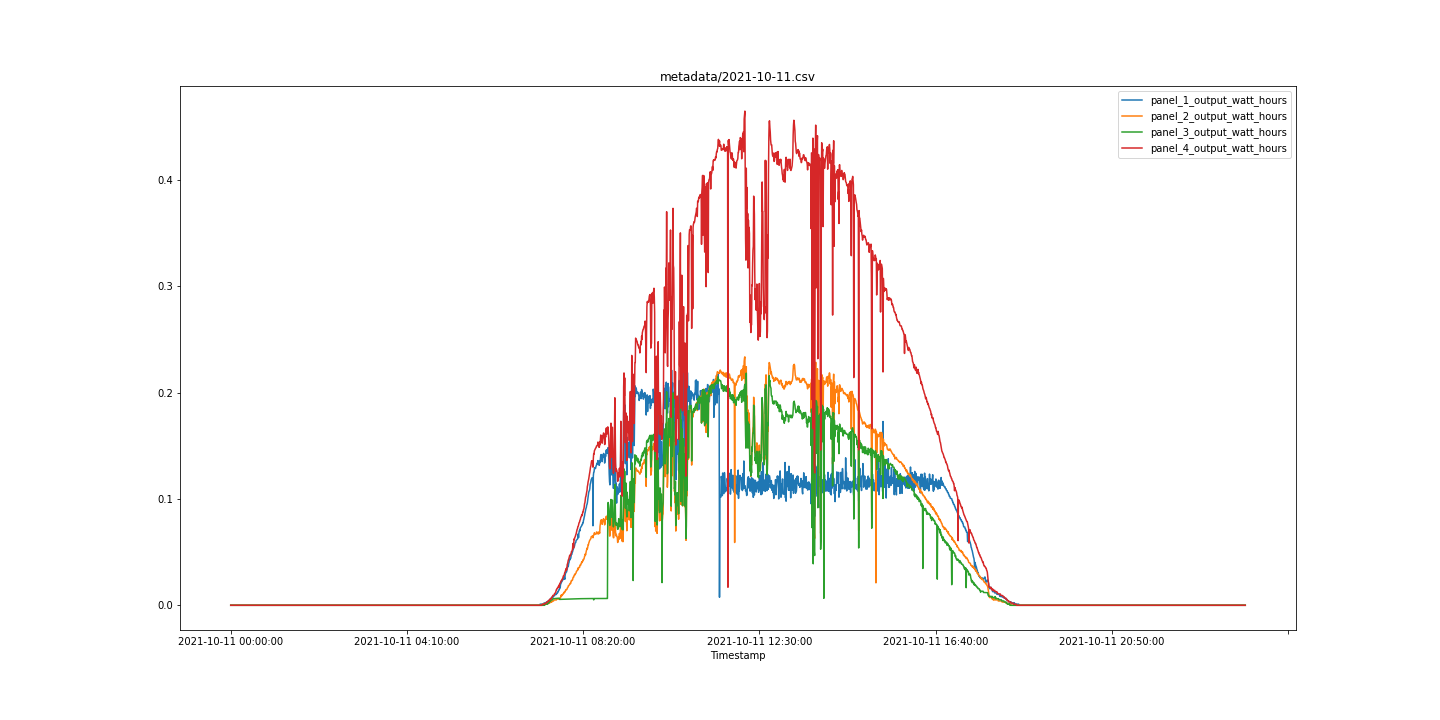 metadata/2021-10-11.csv
panel_1_output_watt_hours
panel_2_output_watt_hours
panel_3_output_watt_hours
panel_4_output_watt_hours
0.4
0.3
0.2
0.1
0.0
2021-10-11 00:00:00 2021-10-11 04:10:00 2021-10-11 08:20:00 2021-10-11 12:30:00 2021-10-11 16:40:00 2021-10-11 20:50:00
Timestamp